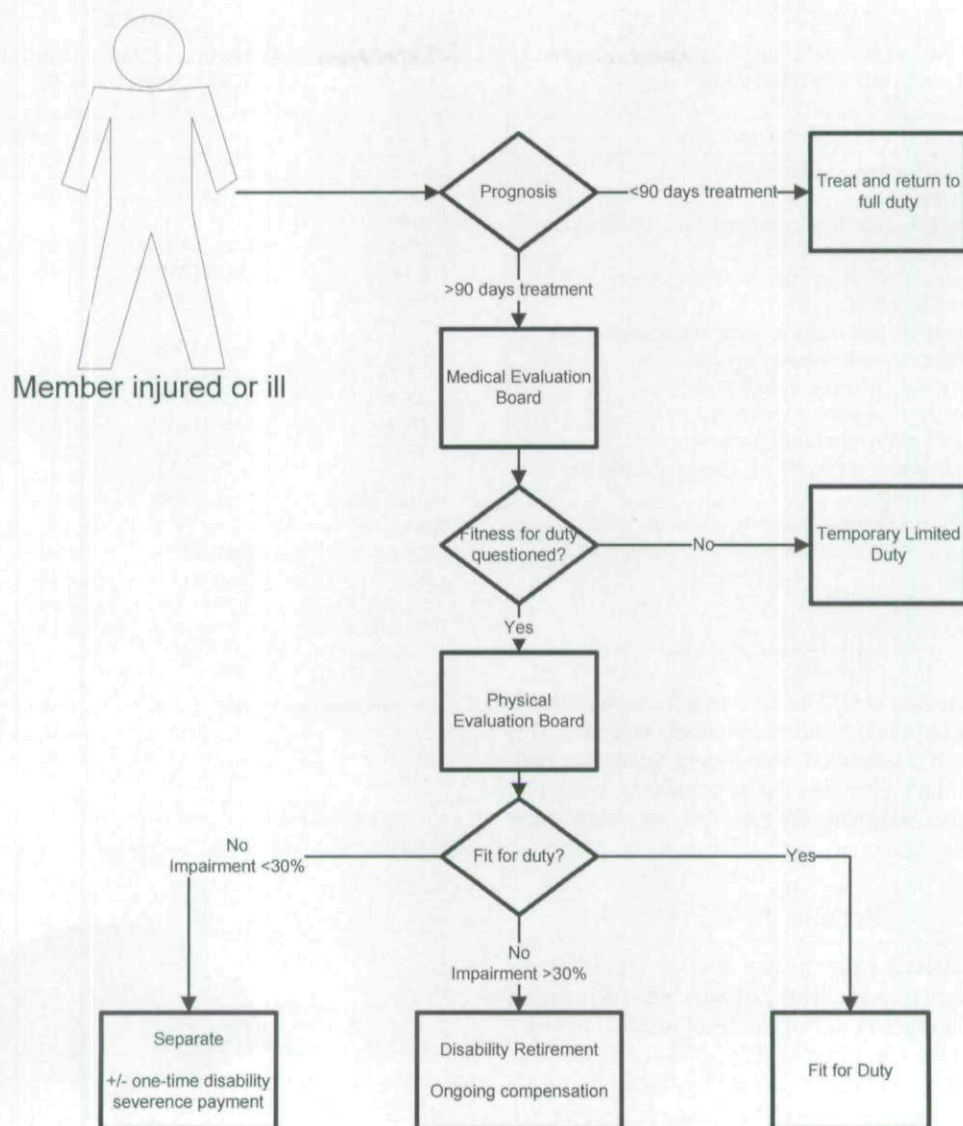 Prognosis
<90 days treatment
Treat and return to
full duty
>90 days treatment
Member injured or ill
Medical Evaluation
Board
Fitness for duty
questioned?
No
Temporary Limited
Duty
Yes
Physical
Evaluation Board
Fit for duty?
No
Impairment <30%
Yes
No
Impairment >30%
Separate
+/- one-time disability
severence payment
Disability Retirement
Ongoing compensation
Fit for Duty